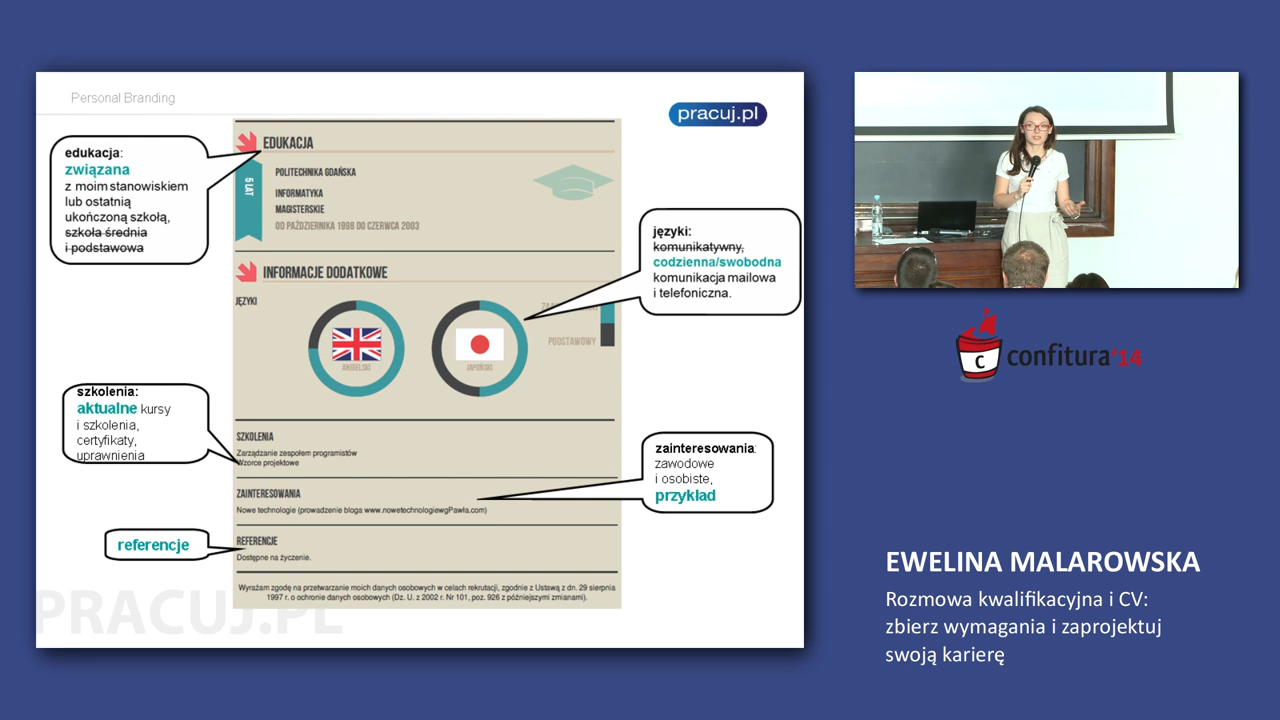 Personal Branding
pracuj.pl
edukacja:
związana
z moim stanowiskiem
lub ostatnią
ukończoną szkołą,
szkoła średnia
i podstawowa
EDUKACJA
5 LAT
POLITECHNIKA GDAŃSKA
INFORMATYKA
MAGISTERSKIE
OD PAŹDZIERNIKA 1998 DO CZERWCA 2003
języki:
komunikatywny,
codzienna/swobodna
komunikacja mailowa
i telefoniczna.
INFORMACJE DODATKOWE
JĘZYKI
ANGIELSKI
JAPOŃSKI
PODSTAWOWY
szkolenia:
aktualne kursy
i szkolenia,
certyfikaty,
uprawnienia
SZKOLENIA
Zarządzanie zespołem programistów
Wzorce projektowe
zainteresowania:
zawodowe
i osobiste,
przykład
ZAINTERESOWANIA
Nowe technologie (prowadzenie bloga www.nowetechnologiewgPawła.com)
referencje
REFERENCJE
Dostępne na życzenie.
Wyrażam zgodę na przetwarzanie moich danych osobowych w celach rekrutacji, zgodnie z Ustawą z dn. 29 sierpnia
1997 r. o ochronie danych osobowych (Dz. U. z 2002 r. Nr 101, poz. 926 z późniejszymi zmianami).
PRACUJ.PL
C
confitura'14
EWELINA MALAROWSKA
Rozmowa kwalifikacyjna i CV:
zbierz wymagania i zaprojektuj
swoją karierę